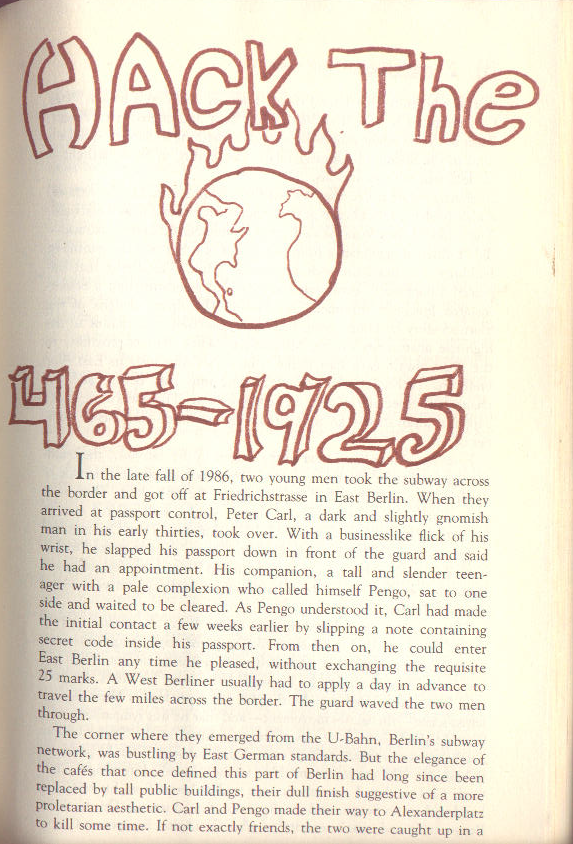 HACK The
465-1925
In the late fall of 1986, two young men took the subway across
the border and got off at Friedrichstrasse in East Berlin. When they
arrived at passport control, Peter Carl, a dark and slightly gnomish
man in his early thirties, took over. With a businesslike flick of his
wrist, he slapped his passport down in front of the guard and said
he had an appointment. His companion, a tall and slender teen-
ager with a pale complexion who called himself Pengo, sat to one
side and waited to be cleared. As Pengo understood it, Carl had made
the initial contact a few weeks earlier by slipping a note containing
secret code inside his passport. From then on, he could enter
East Berlin any time he pleased, without exchanging the requisite
25 marks. A West Berliner usually had to apply a day in advance to
travel the few miles across the border. The guard waved the two men
through.
The corner where they emerged from the U-Bahn, Berlin's subway
network, was bustling by East German standards. But the elegance of
the cafés that once defined this part of Berlin had long since been
replaced by tall public buildings, their dull finish suggestive of a more
proletarian aesthetic. Carl and Pengo made their way to Alexanderplatz
to kill some time. If not exactly friends, the two were caught up in a